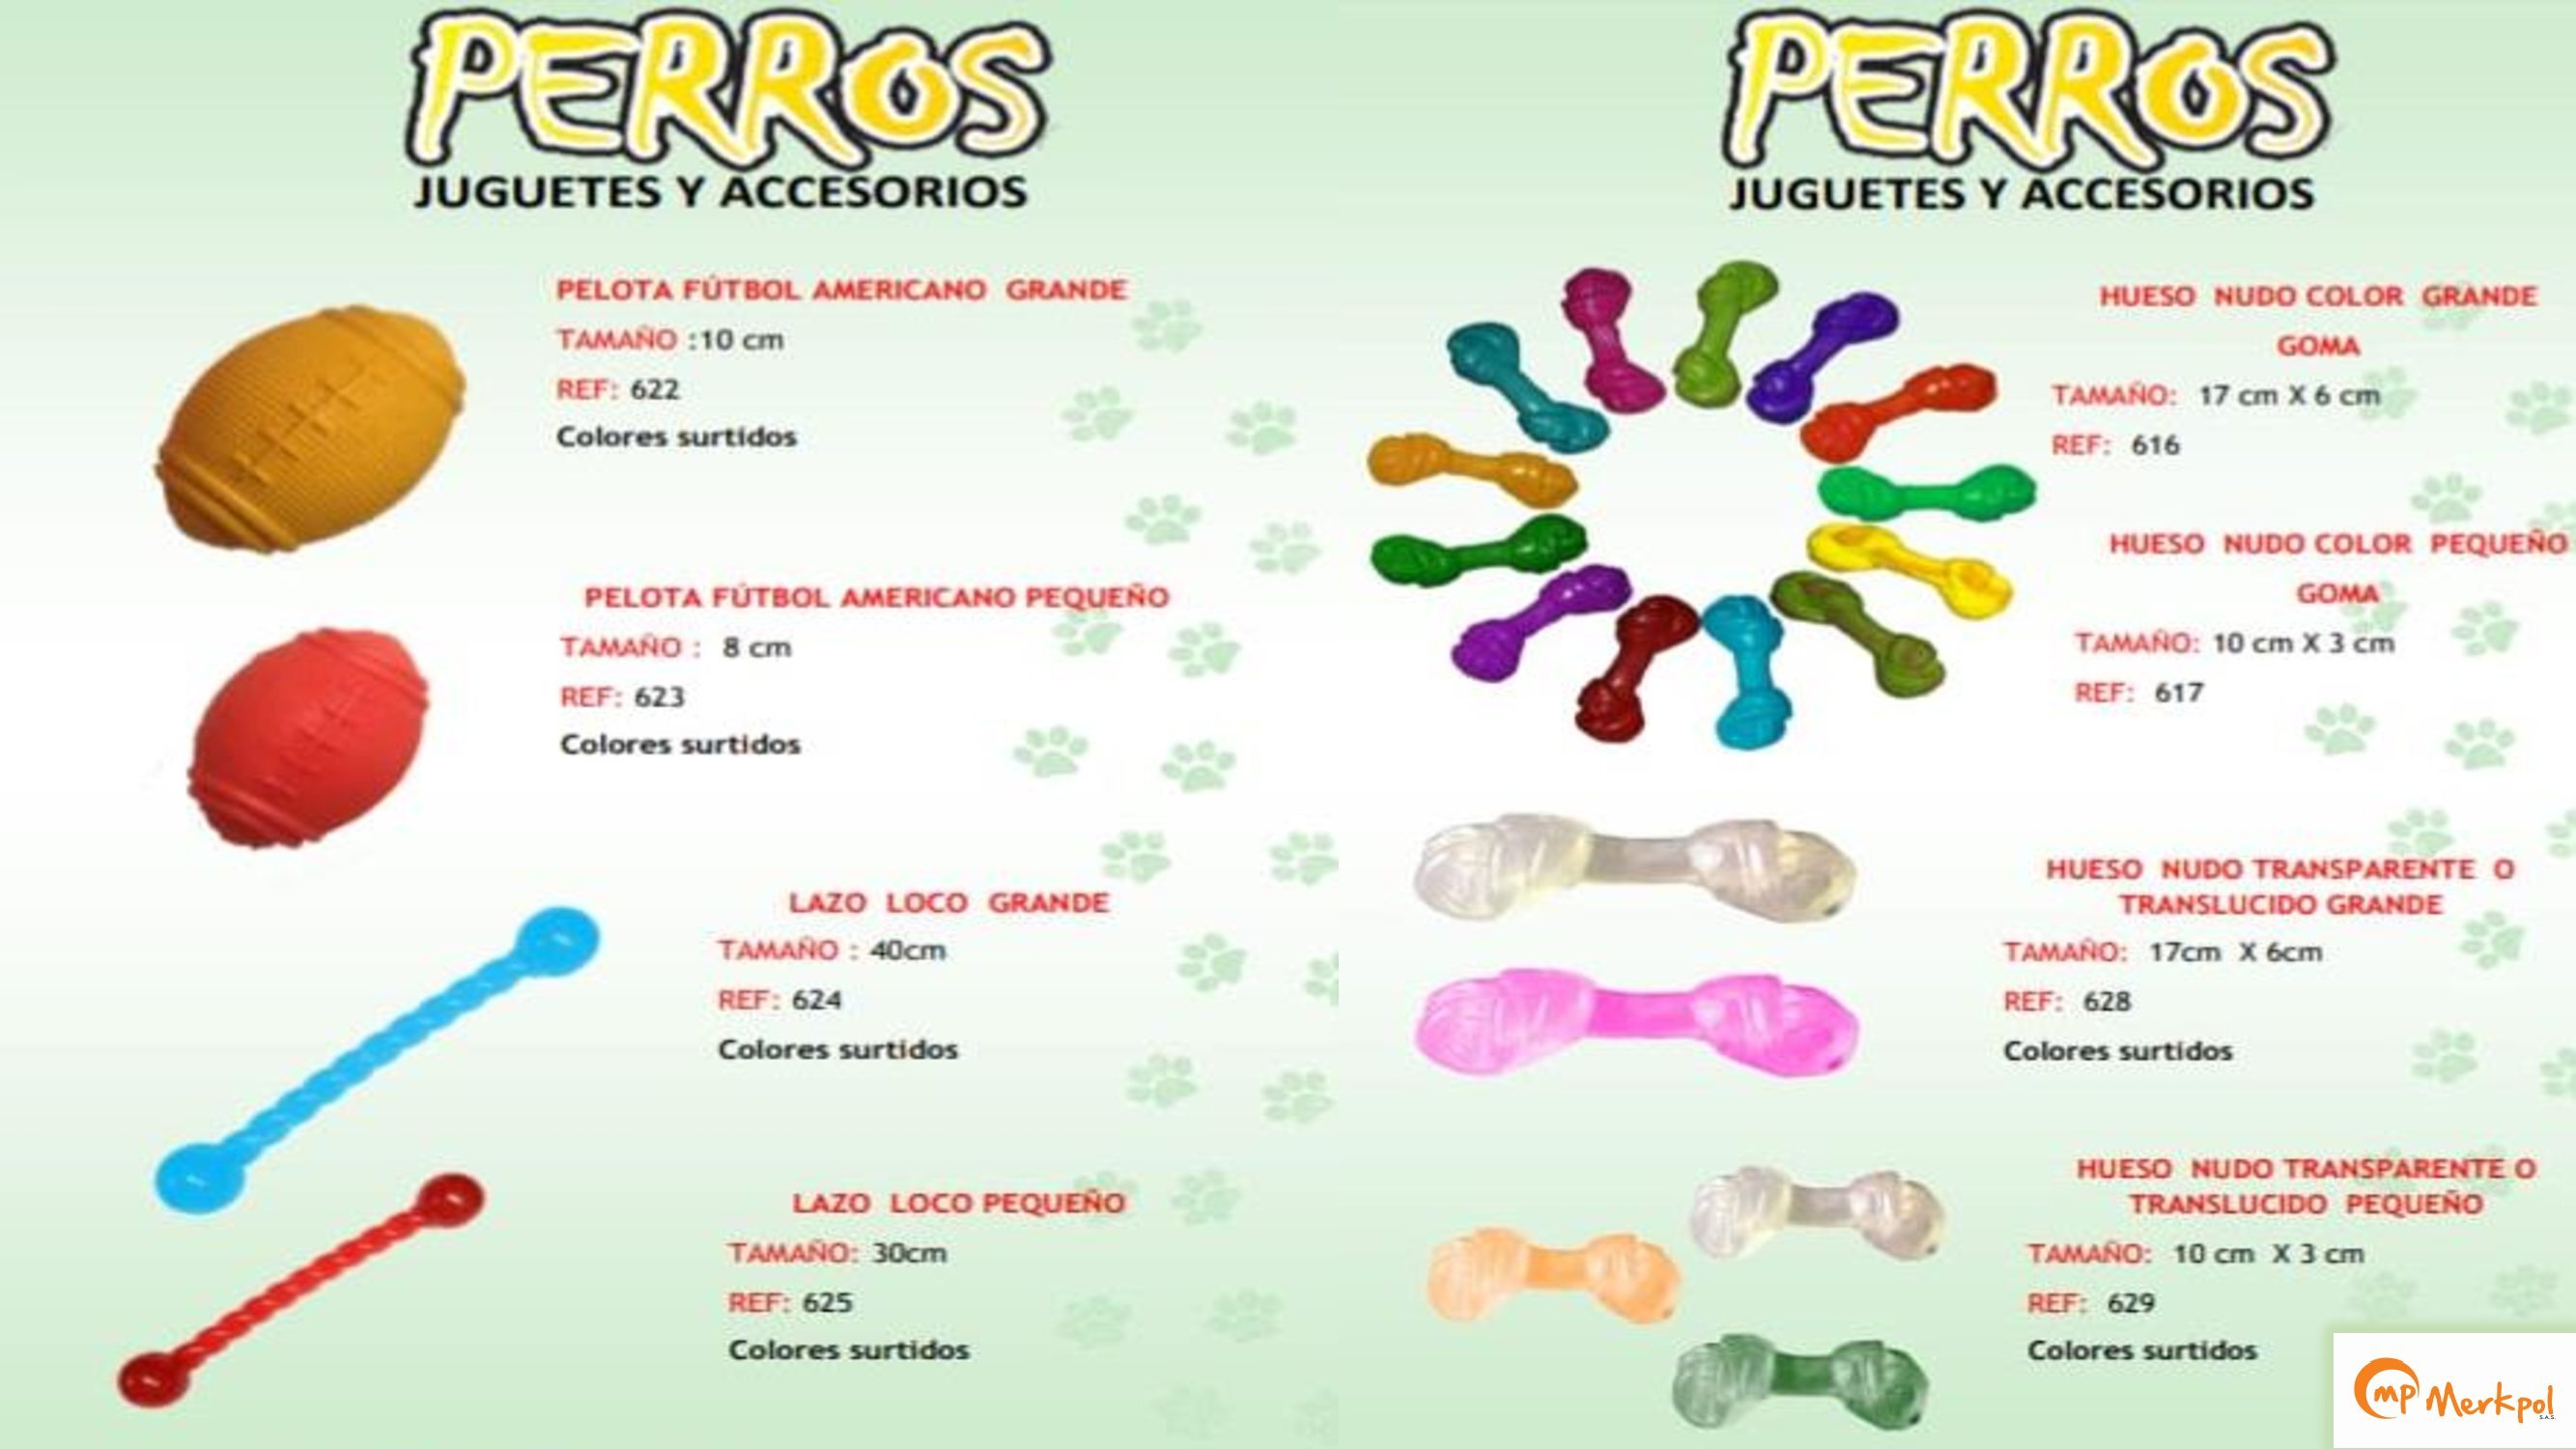 PERROS
JUGUETES Y ACCESORIOS
PELOTA FÚTBOL AMERICANO GRANDE
TAMAÑO :10 cm
REF: 622
Colores surtidos
PELOTA FÚTBOL AMERICANO PEQUEÑO
TAMAÑO : 8 cm
REF: 623
Colores surtidos
LAZO LOCO GRANDE
TAMAÑO : 40cm
REF: 624
Colores surtidos
LAZO LOCO PEQUEÑO
TAMAÑO: 30cm
REF: 625
Colores surtidos
PERROS
JUGUETES Y ACCESORIOS
HUESO NUDO COLOR GRANDE
GOMA
TAMAÑO: 17 cm X 6 cm
REF: 616
HUESO NUDO COLOR PEQUEÑO
GOMA
TAMAÑO: 10 cm X 3 cm
REF: 617
HUESO NUDO TRANSPARENTE O
TRANSLUCIDO GRANDE
TAMAÑO: 17cm X 6cm
REF: 628
Colores surtidos
HUESO NUDO TRANSPARENTE O
TRANSLUCIDO PEQUEÑO
TAMAÑO: 10 cm X 3 cm
REF: 629
Colores surtidos
mp Merkpol
S.A.S.